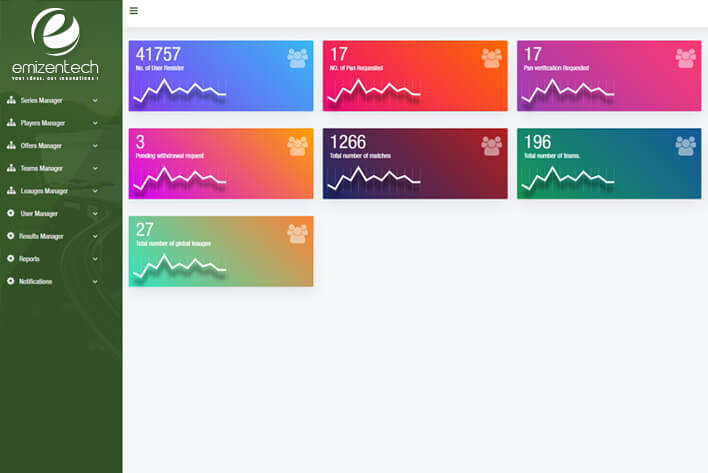 emizentech
YOUR IDEAS, OUR INNOVATIONS !
Series Manager
Players Manager
Offers Manager
Teams Manager
Leauges Manager
User Manager
Results Manager
Reports
Notifications
41757
No. of User Resister
17
NO. of Pan Requested
17
Pan verification Requested
3
Pending withdrawal request
1266
Total number of matches
196
Total number of teams.
27
Total number of global leauges